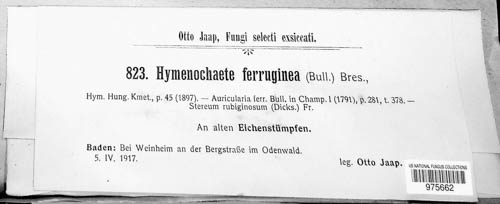 Otto Jaap, Fungi selecti exsiccati.
823. Hymenochaete ferruginea (Bull.) Bres.,
Hym. Hung. Kmet., p. 45 (1897). — Auricularia ferr. Bull. in Champ. I (1791), p. 281, t. 378. —
Stereum rubiginosum (Dicks.) Fr.
An alten Eichenstümpfen.
Baden: Bei Weinheim an der Bergstraße im Odenwald.
5. IV. 1917.
leg. Otto Jaap.
US NATIONAL FUNGUS COLLECTIONS
975662